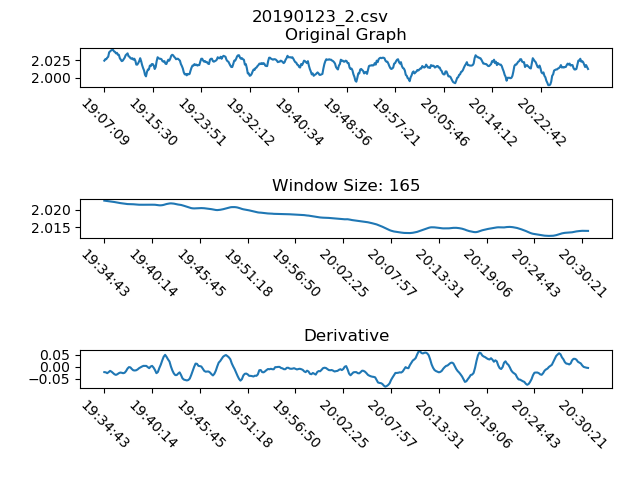 20190123_2.csv
Original Graph
2.025
2.000
19:07:09 19:15:30 19:23:51 19:32:12 19:40:34 19:48:56 19:57:21 20:05:46 20:14:12 20:22:42
Window Size: 165
2.020
2.015
19:34:43 19:40:14 19:45:45 19:51:18 19:56:50 20:02:25 20:07:57 20:13:31 20:19:06 20:24:43 20:30:21
Derivative
0.05
0.00
−0.05
19:34:43 19:40:14 19:45:45 19:51:18 19:56:50 20:02:25 20:07:57 20:13:31 20:19:06 20:24:43 20:30:21